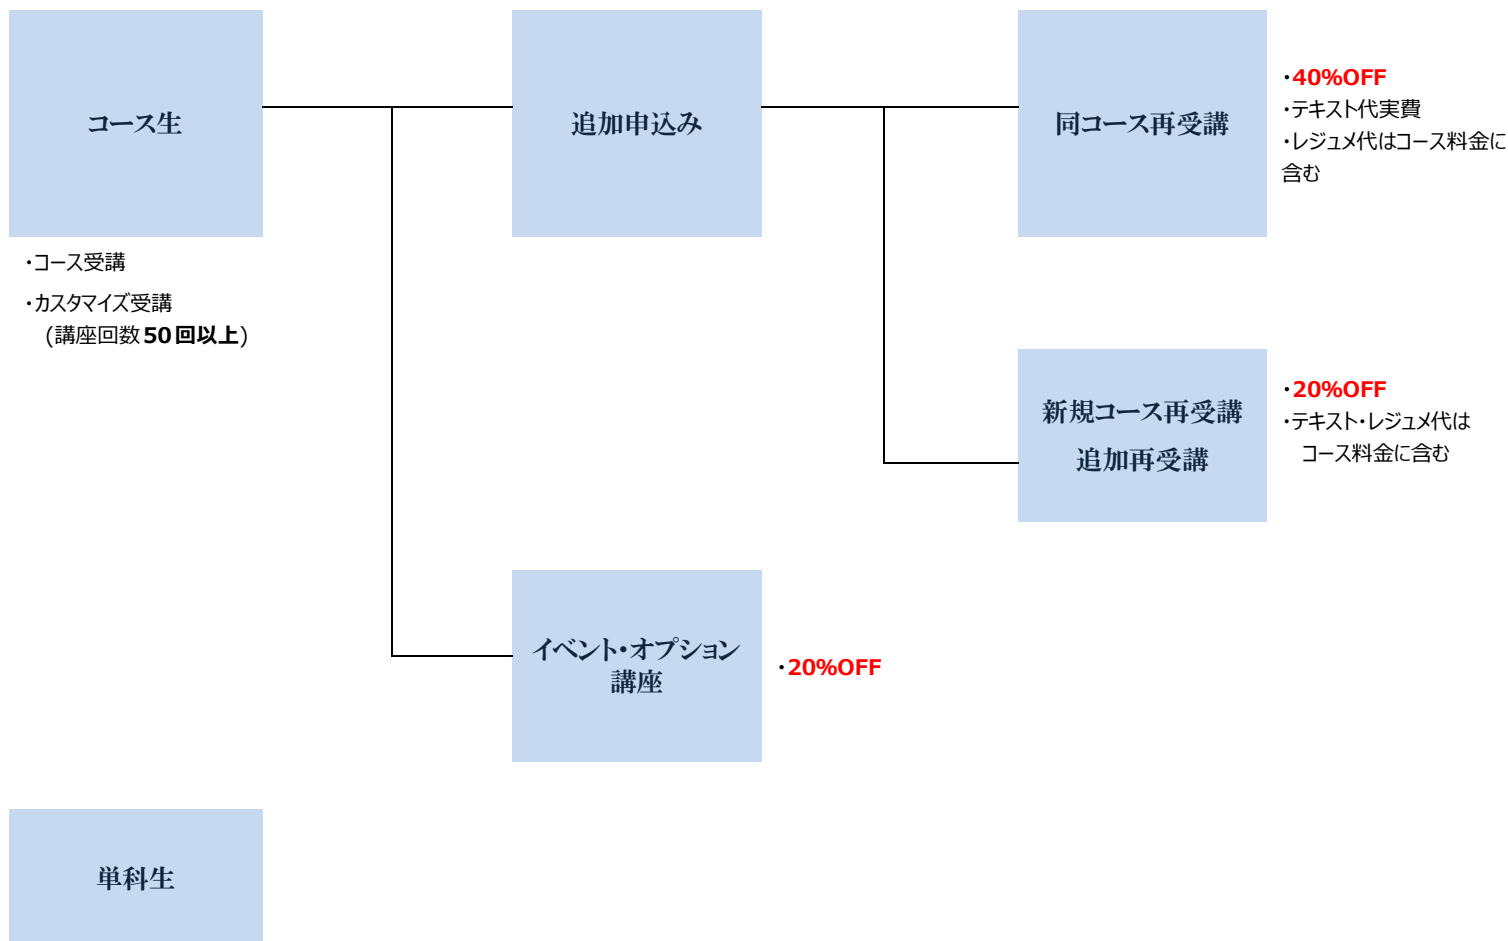 コース生
・コース受講
・カスタマイズ受講
(講座回数50回以上)
追加申込み
同コース再受講
・40%OFF
・テキスト代実費
・レジュメ代はコース料金に
含む
新規コース再受講
追加再受講
・20%OFF
・テキスト・レジュメ代は
コース料金に含む
イベント・オプション
講座
・20%OFF
単科生